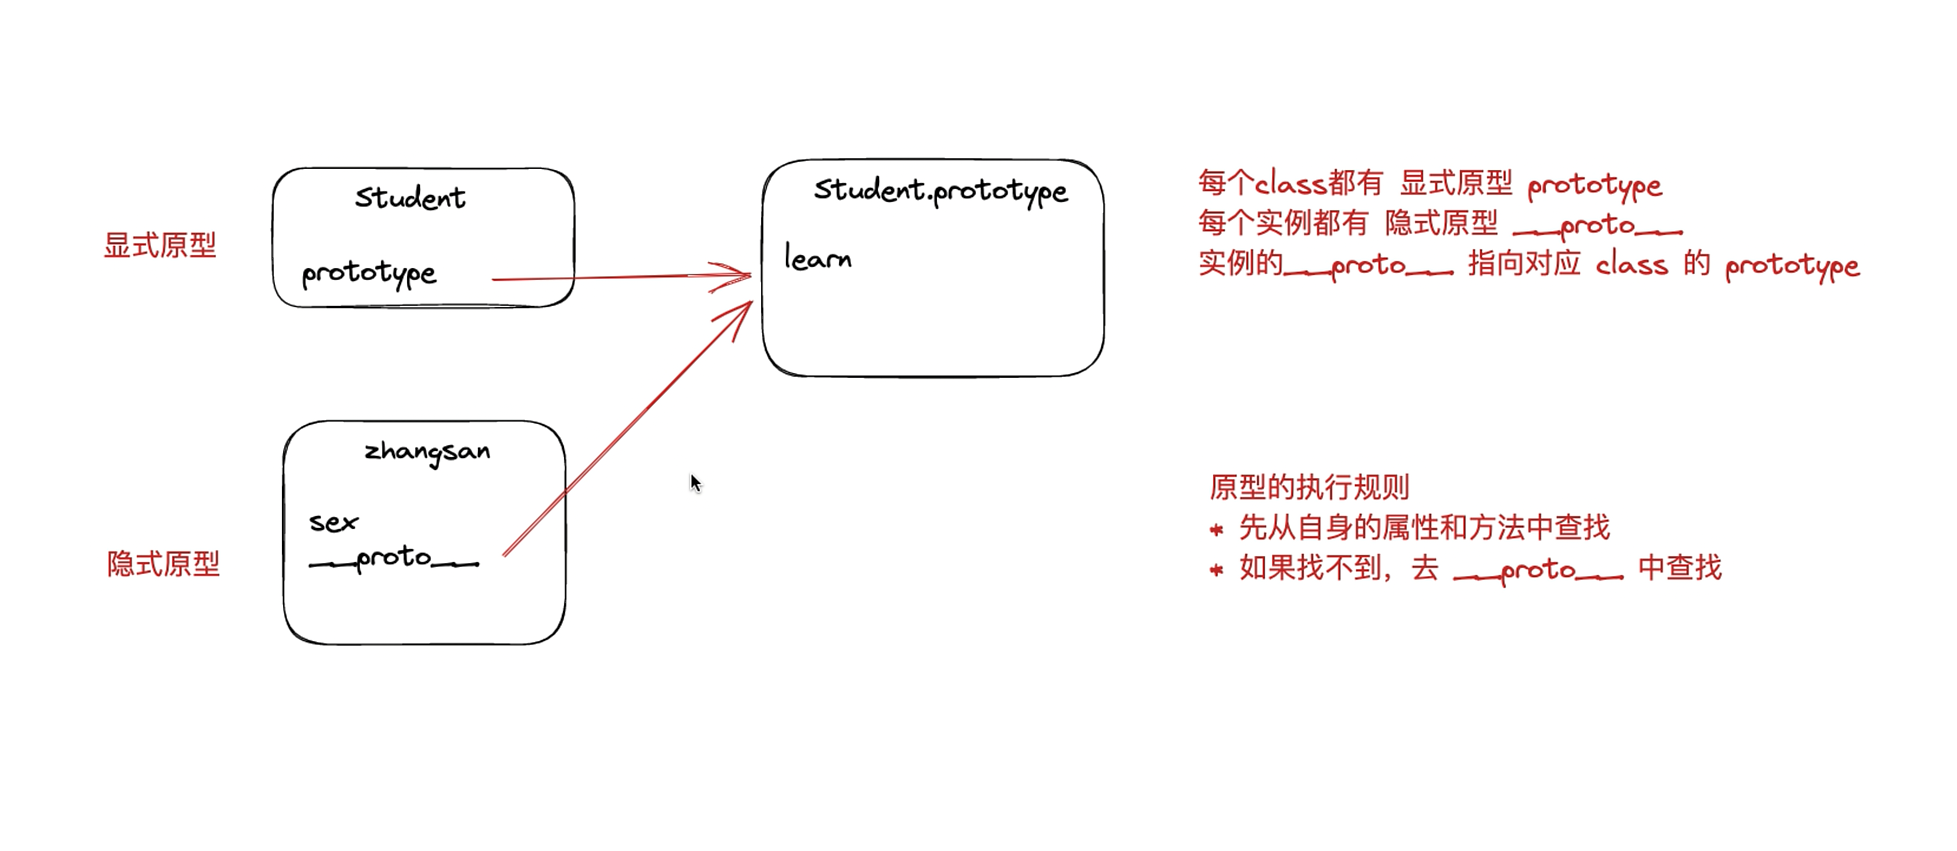 显式原型
Student
prototype
Student.prototype
learn
每个class都有 显式原型 prototype
每个实例都有 隐式原型 __proto__
实例的__proto__ 指向对应 class 的 prototype
隐式原型
zhangsan
sex
__proto__
原型的执行规则
* 先从自身的属性和方法中查找
* 如果找不到，去 __proto__ 中查找